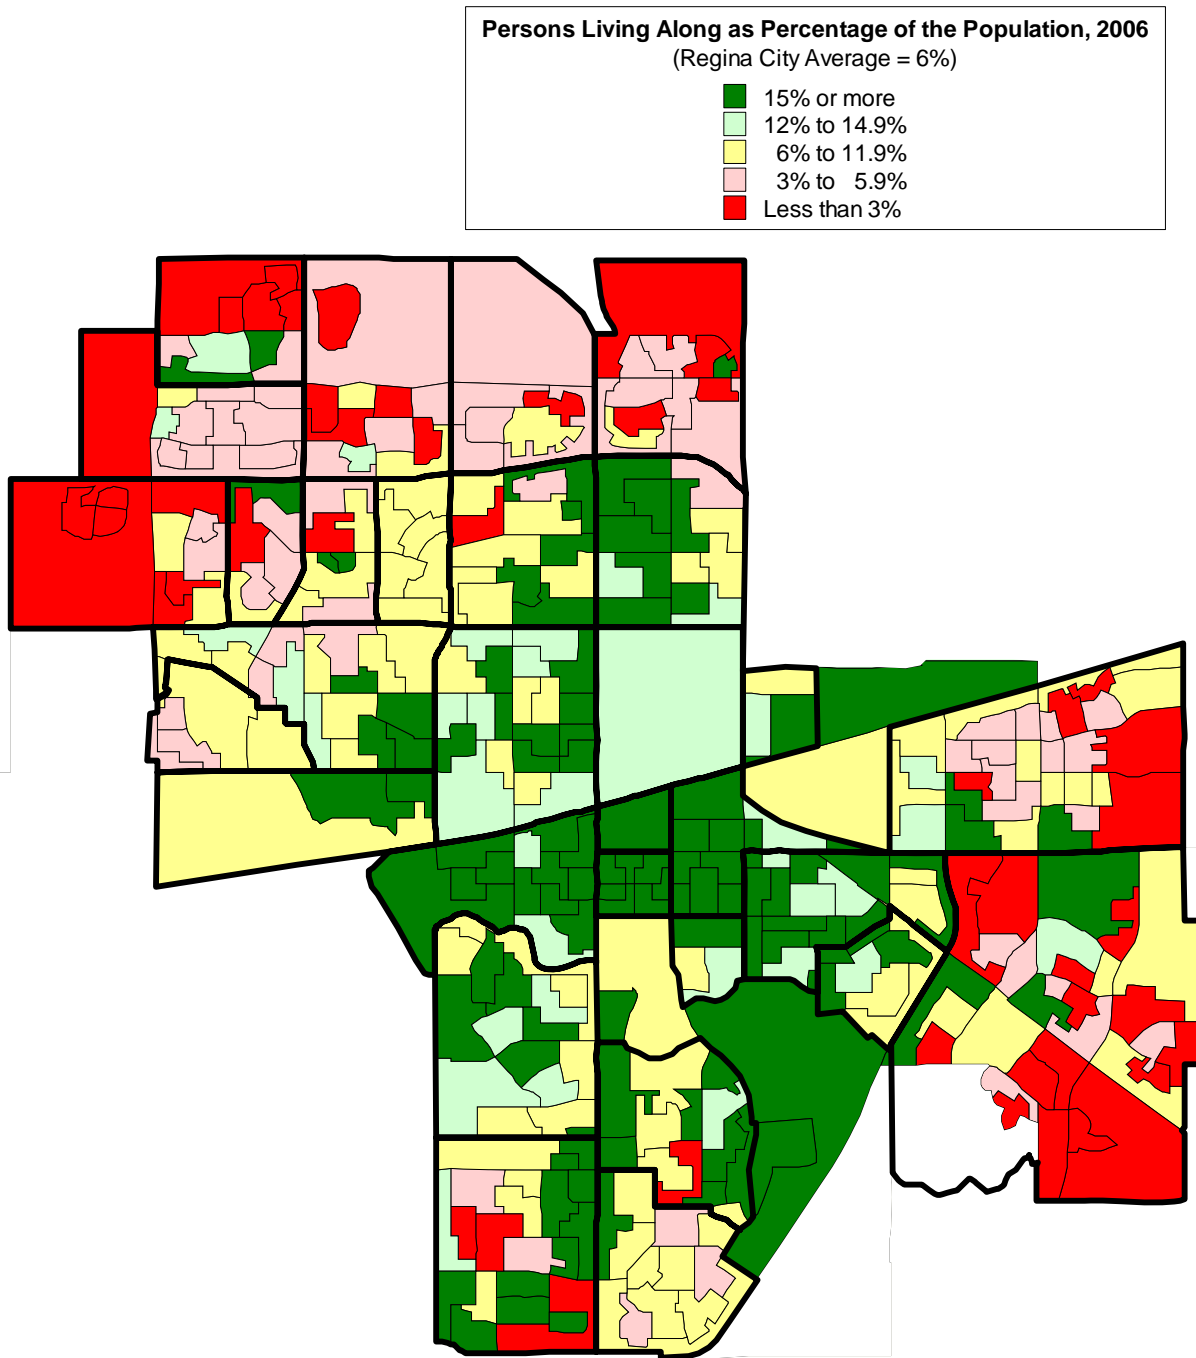 Persons Living Along as Percentage of the Population, 2006
(Regina City Average = 6%)
15% or more
12% to 14.9%
6% to 11.9%
3% to 5.9%
Less than 3%